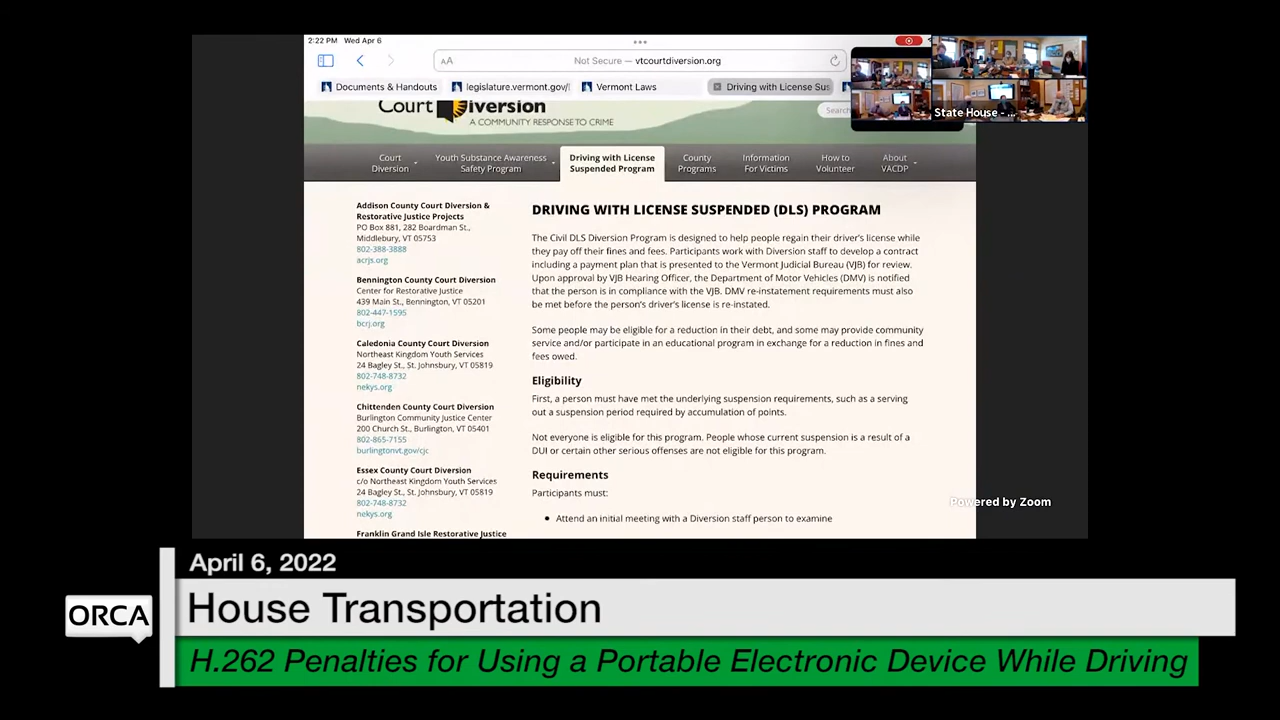 2:22 PM Wed Apr 6
AA
Not Secure — vtcourtdiversion.org
Documents & Handouts
legislature.vermont.gov/
Vermont Laws
Driving with License Sus
State House - ...
Court Diversion
A COMMUNITY RESPONSE TO CRIME
Search
Court Diversion
Youth Substance Awareness Safety Program
Driving with License Suspended Program
County Programs
Information For Victims
How to Volunteer
About VACDP
Addison County Court Diversion &
Restorative Justice Projects
PO Box 881, 282 Boardman St.,
Middlebury, VT 05753
802-388-3888
acrjs.org
Bennington County Court Diversion
Center for Restorative Justice
439 Main St., Bennington, VT 05201
802-447-1595
bcrj.org
Caledonia County Court Diversion
Northeast Kingdom Youth Services
24 Bagley St., St. Johnsbury, VT 05819
802-748-8732
nekys.org
Chittenden County Court Diversion
Burlington Community Justice Center
200 Church St., Burlington, VT 05401
802-865-7155
burlingtonvt.gov/cjc
Essex County Court Diversion
c/o Northeast Kingdom Youth Services
24 Bagley St., St. Johnsbury, VT 05819
802-748-8732
nekys.org
Franklin Grand Isle Restorative Justice
DRIVING WITH LICENSE SUSPENDED (DLS) PROGRAM
The Civil DLS Diversion Program is designed to help people regain their driver's license while
they pay off their fines and fees. Participants work with Diversion staff to develop a contract
including a payment plan that is presented to the Vermont Judicial Bureau (VJB) for review.
Upon approval by VJB Hearing Officer, the Department of Motor Vehicles (DMV) is notified
that the person is in compliance with the VJB. DMV re-instatement requirements must also
be met before the person's driver's license is re-instated.
Some people may be eligible for a reduction in their debt, and some may provide community
service and/or participate in an educational program in exchange for a reduction in fines and
fees owed.
Eligibility
First, a person must have met the underlying suspension requirements, such as a serving
out a suspension period required by accumulation of points.
Not everyone is eligible for this program. People whose current suspension is a result of a
DUI or certain other serious offenses are not eligible for this program.
Requirements
Participants must:
• Attend an initial meeting with a Diversion staff person to examine
Powered by Zoom
April 6, 2022
ORCA
House Transportation
H.262 Penalties for Using a Portable Electronic Device While Driving